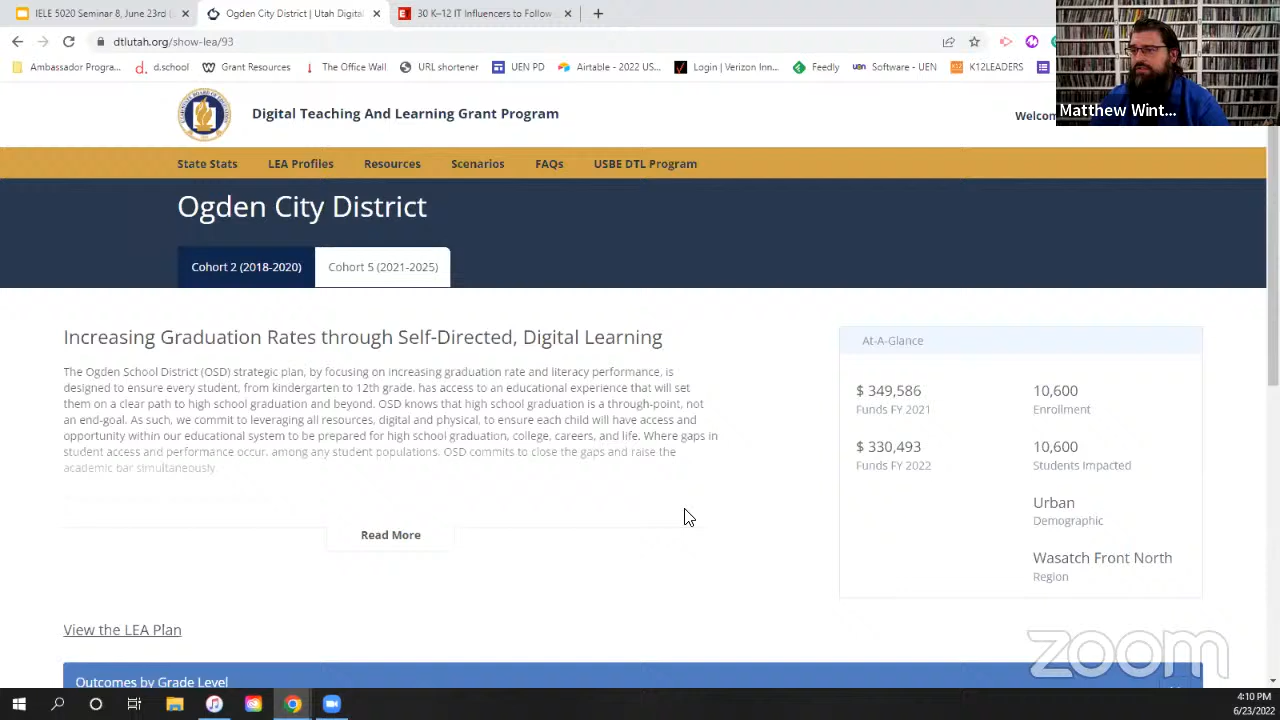 IELE 5020 Seminar 8, June 23rd (
Ogden City District | Utah Digital
dtlutah.org/show-lea/93
Ambassador Progra...
d.school
Grant Resources
The Office Wall
Screener
UEN PD
Airtable - 2022 US...
Login | Verizon Inn...
Feedly
Software - UEN
K12LEADERS
Matthew Wint...
Digital Teaching And Learning Grant Program
State Stats
LEA Profiles
Resources
Scenarios
FAQs
USBE DTL Program
Ogden City District
Cohort 2 (2018-2020)
Cohort 5 (2021-2025)
Increasing Graduation Rates through Self-Directed, Digital Learning
The Ogden School District (OSD) strategic plan, by focusing on increasing graduation rate and literacy performance, is
designed to ensure every student, from kindergarten to 12th grade, has access to an educational experience that will set
them on a clear path to high school graduation and beyond. OSD knows that high school graduation is a through-point, not
an end-goal. As such, we commit to leveraging all resources, digital and physical, to ensure each child will have access and
opportunity within our educational system to be prepared for high school graduation, college, careers, and life. Where gaps in
student access and performance occur, among any student populations, OSD commits to close the gaps and raise the
academic bar simultaneously.
Read More
View the LEA Plan
At-A-Glance
$ 349,586
Funds FY 2021
10,600
Enrollment
$ 330,493
Funds FY 2022
10,600
Students Impacted
Urban
Demographic
Wasatch Front North
Region
zoom
Outcomes by Grade Level
4:10 PM
6/23/2022